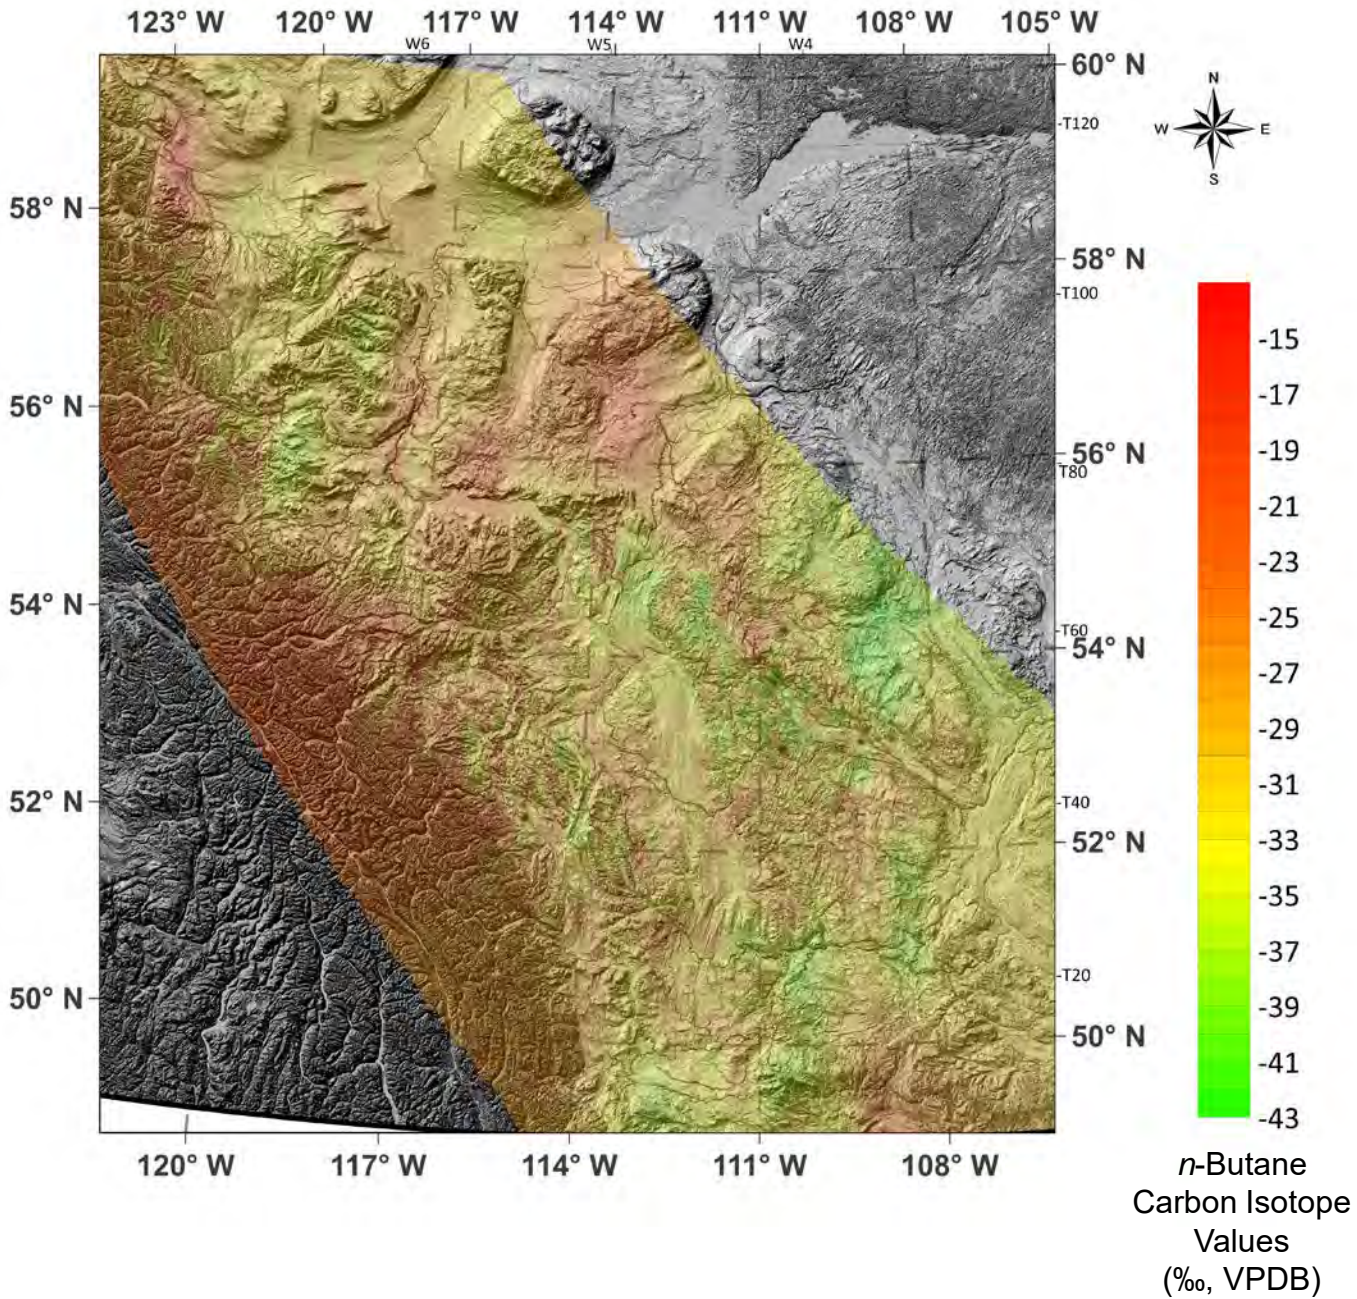 123° W 120° W 117° W 114° W 111° W 108° W 105° W
W6 W5 W4
60° N
N
W E
S
-T120
58° N
58° N
-T100
-15
-17
56° N
-19
56° N
T80
-21
-23
54° N
-25
-T60
54° N
-27
-29
-31
52° N
-T40
-33
52° N
-35
-37
-T20
50° N
-39
50° N
-41
-43
120° W 117° W 114° W 111° W 108° W
n-Butane
Carbon Isotope
Values
(‰, VPDB)